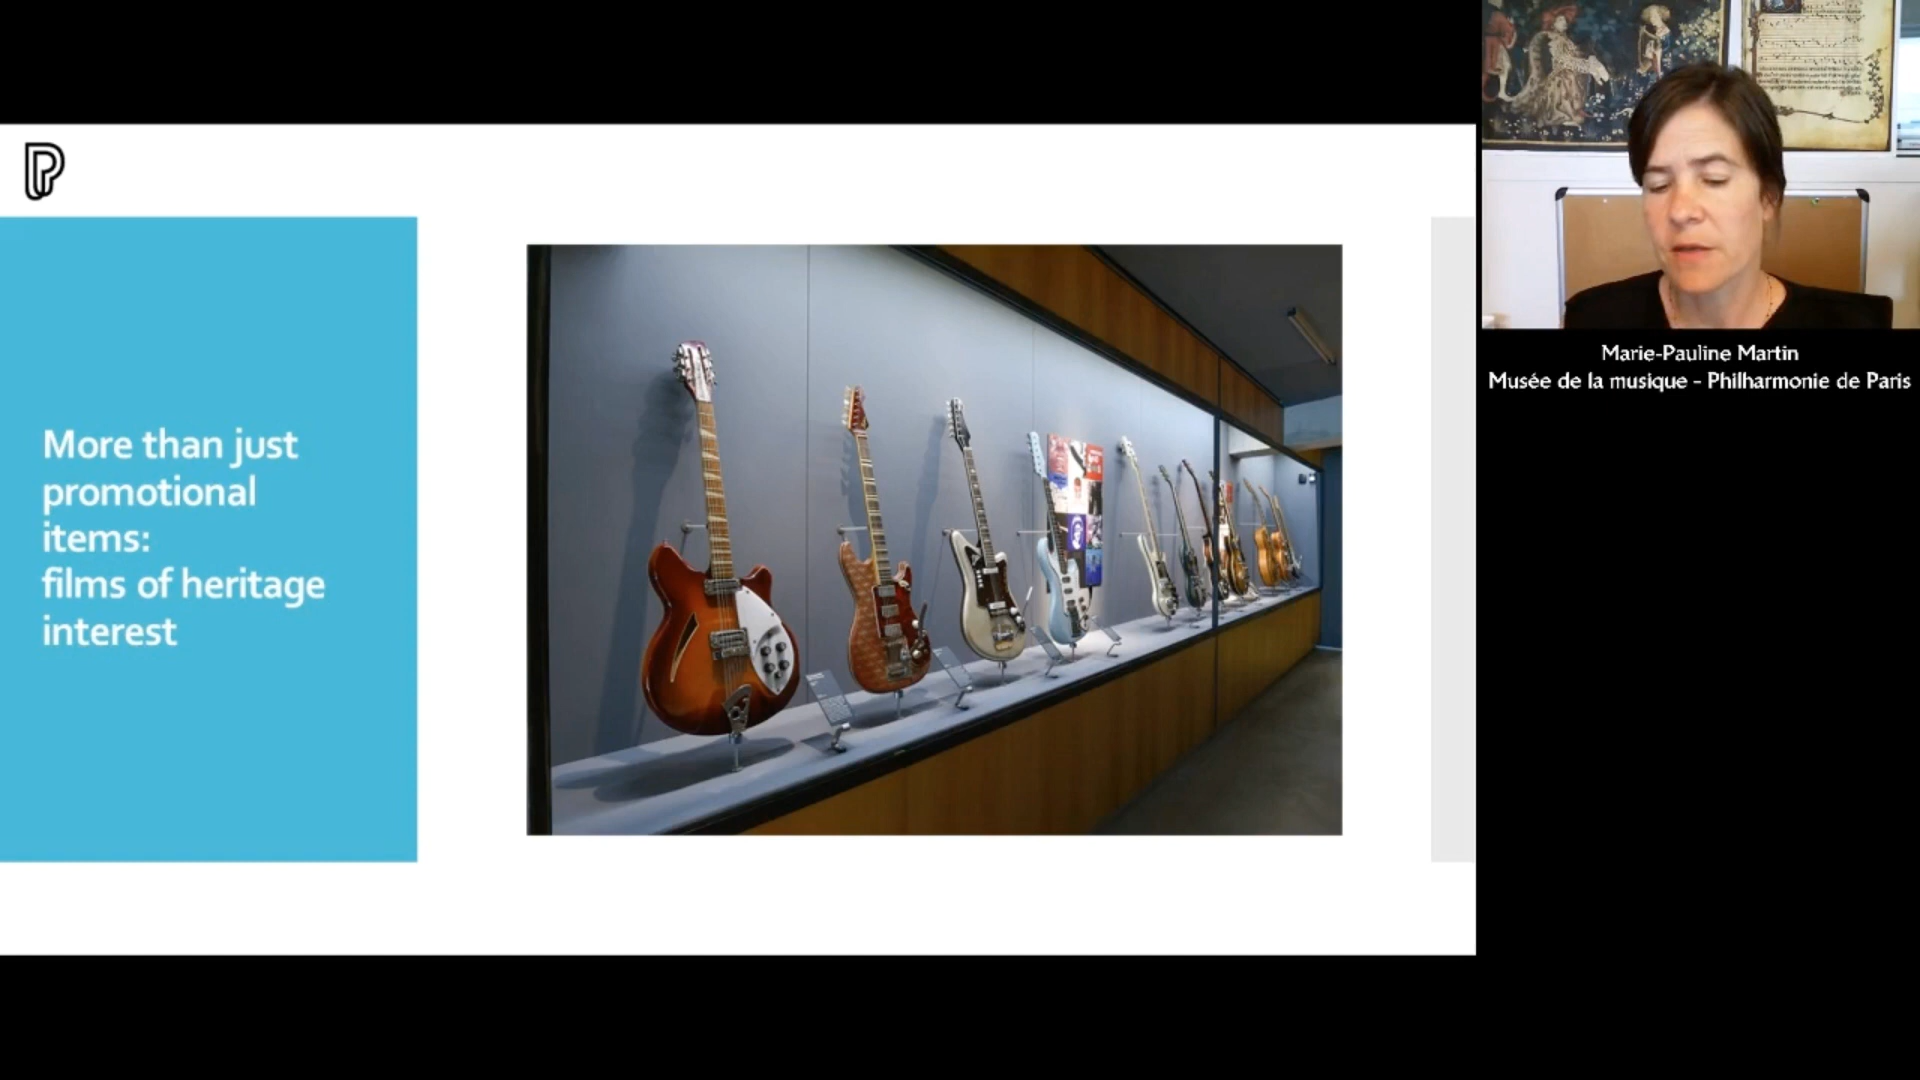 More than just
promotional
items:
films of heritage
interest
Marie-Pauline Martin
Musée de la musique - Philharmonie de Paris